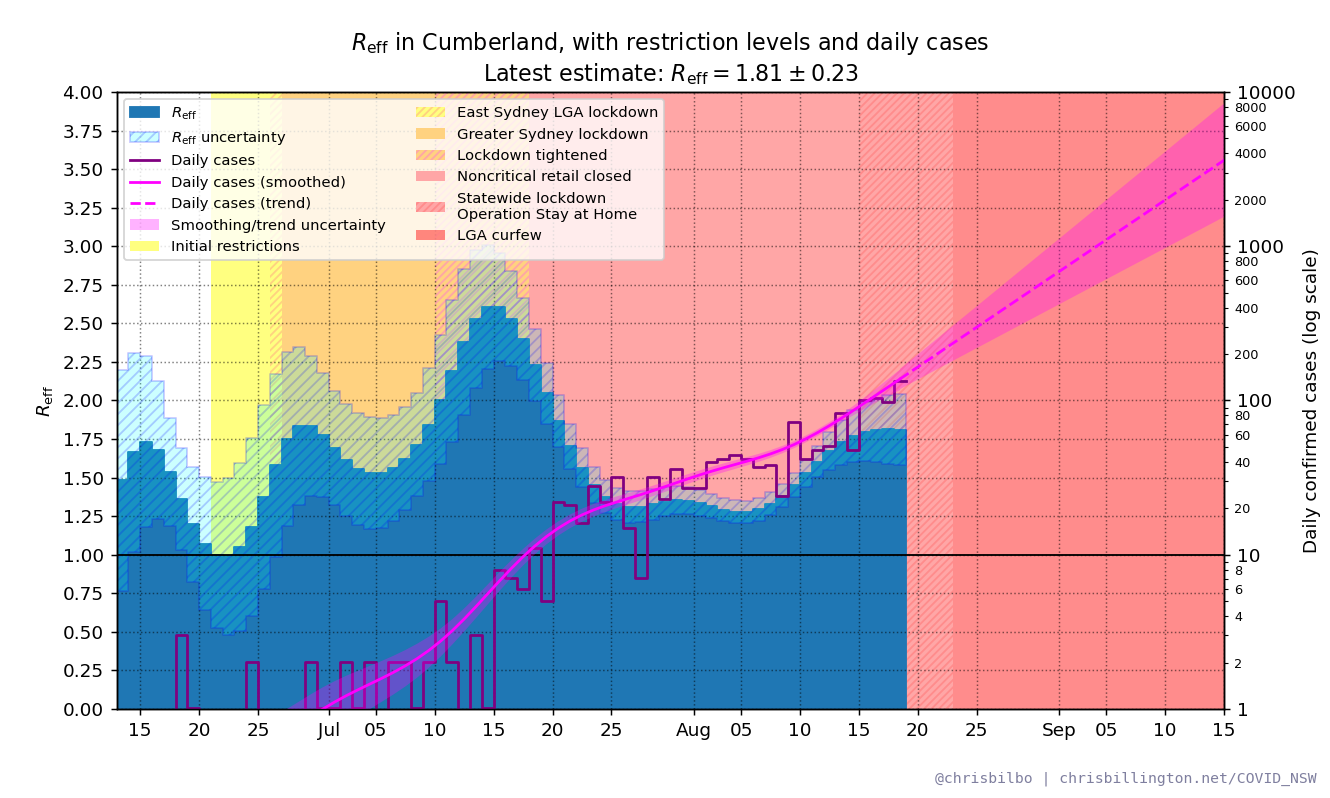 Reff in Cumberland, with restriction levels and daily cases
Latest estimate: Reff = 1.81 ± 0.23
Reff
Reff uncertainty
Daily cases
Daily cases (smoothed)
Daily cases (trend)
Smoothing/trend uncertainty
Initial restrictions
East Sydney LGA lockdown
Greater Sydney lockdown
Lockdown tightened
Noncritical retail closed
Statewide lockdown
Operation Stay at Home
LGA curfew
Reff
4.00
3.75
3.50
3.25
3.00
2.75
2.50
2.25
2.00
1.75
1.50
1.25
1.00
0.75
0.50
0.25
0.00
10000
8000
6000
4000
2000
1000
800
600
400
200
100
80
60
40
20
10
8
6
4
2
1
Daily confirmed cases (log scale)
15 20 25 Jul 05 10 15 20 25 Aug 05 10 15 20 25 Sep 05 10 15
@chrisbilbo | chrisbillington.net/COVID_NSW